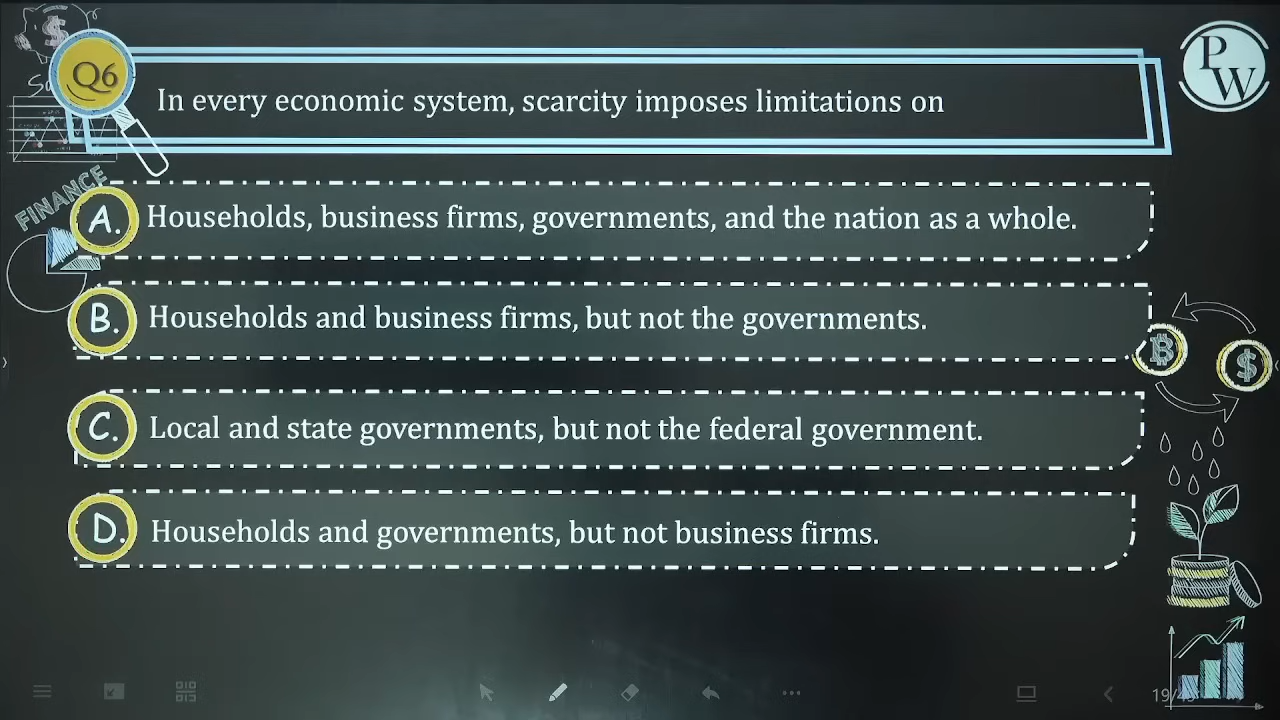 Q6
In every economic system, scarcity imposes limitations on
PW
FINANCE
A. Households, business firms, governments, and the nation as a whole.
B. Households and business firms, but not the governments.
C. Local and state governments, but not the federal government.
D. Households and governments, but not business firms.